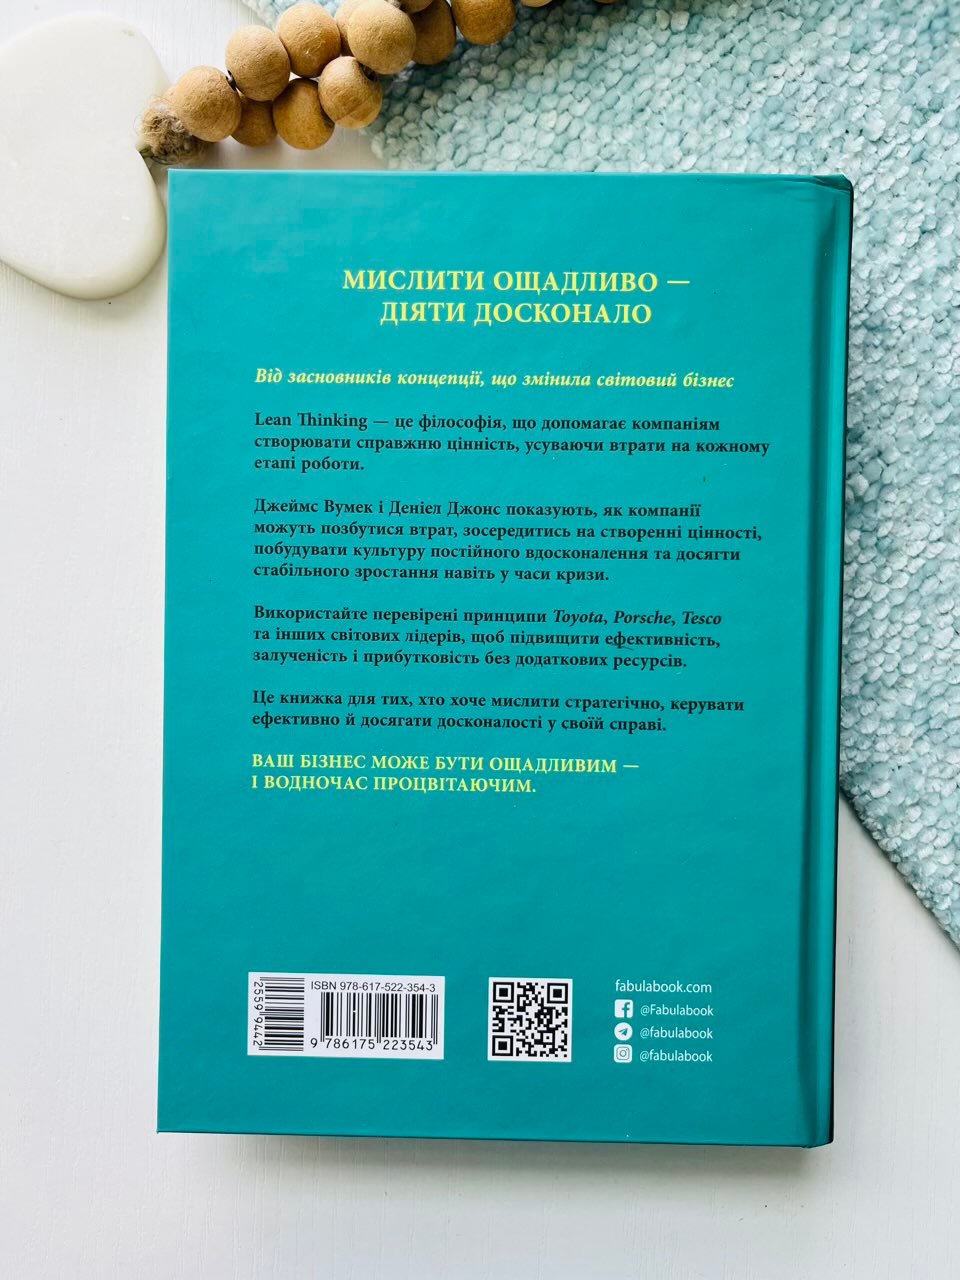 МИСЛИТИ ОЩАДЛИВО —
ДІЯТИ ДОСКОНАЛО
Від засновників концепції, що змінила світовий бізнес
Lean Thinking — це філософія, що допомагає компаніям
створювати справжню цінність, усуваючи втрати на кожному
етапі роботи.
Джеймс Вумек і Деніел Джонс показують, як компанії
можуть позбутися втрат, зосередитись на створенні цінності,
побудувати культуру постійного вдосконалення та досягти
стабільного зростання навіть у часи кризи.
Використайте перевірені принципи Toyota, Porsche, Tesco
та інших світових лідерів, щоб підвищити ефективність,
залученість і прибутковість без додаткових ресурсів.
Це книжка для тих, хто хоче мислити стратегічно, керувати
ефективно й досягати досконалості у своїй справі.
ВАШ БІЗНЕС МОЖЕ БУТИ ОЩАДЛИВИМ —
І ВОДНОЧАС ПРОЦВІТАЮЧИМ.
2559 9442
ISBN 978-617-522-354-3
9 786175 223543
fabulabook.com
@Fabulabook
@fabulabook
@fabulabook